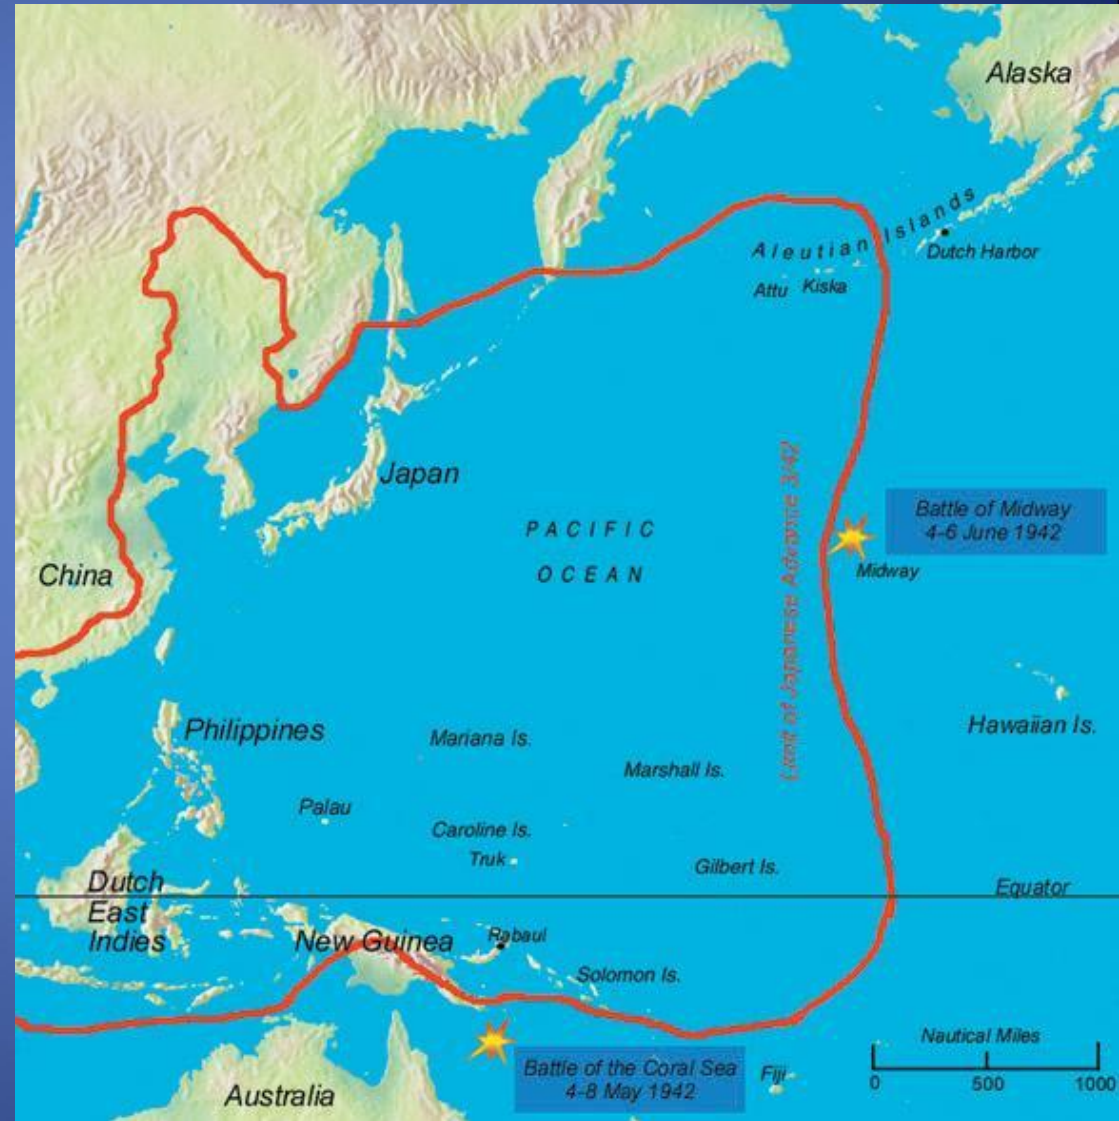 Alaska
Aleutian Islands
Dutch Harbor
Attu
Kiska
Japan
Limit of Japanese Advance 3/42
Battle of Midway
4-6 June 1942
PACIFIC
OCEAN
China
Midway
Philippines
Hawaiian Is.
Mariana Is.
Marshall Is.
Palau
Caroline Is.
Truk
Gilbert Is.
Dutch
East
Indies
Equator
New Guinea
Rabaul
Solomon Is.
Nautical Miles
0 500 1000
Battle of the Coral Sea
4-8 May 1942
Fiji
Australia